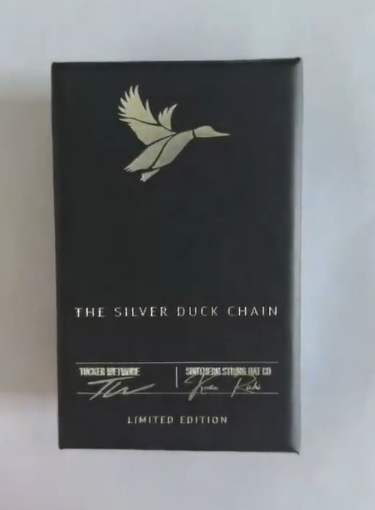 THE SILVER DUCK CHAIN
TUCKER WETMORE
SOUTHERN STRUNG HAT CO
LIMITED EDITION